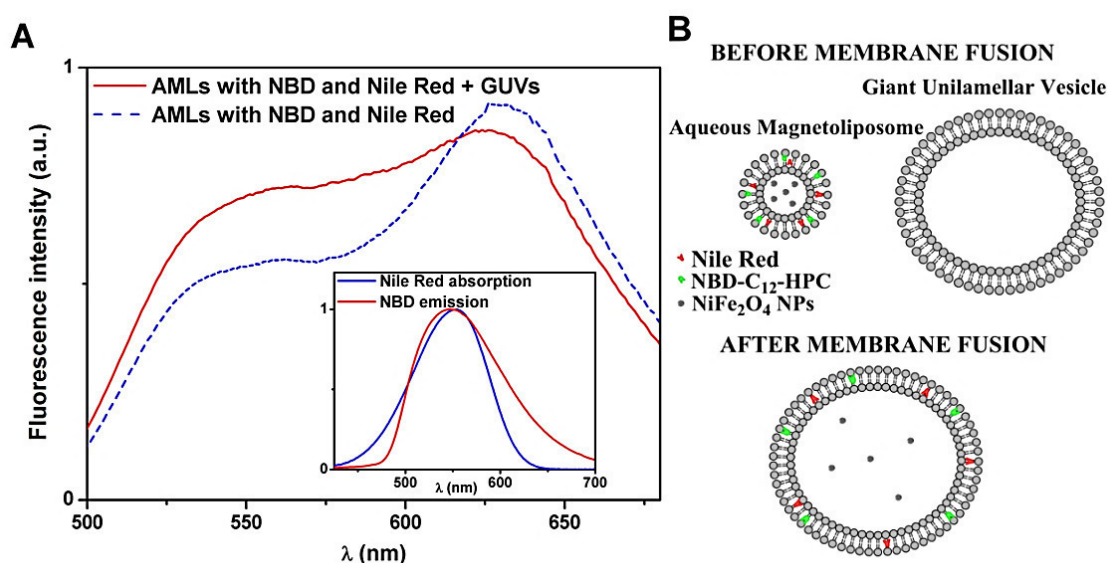 A
Fluorescence intensity (a.u.)
1
0
AMLs with NBD and Nile Red + GUVs
AMLs with NBD and Nile Red
1
0
Nile Red absorption
NBD emission
500
600
700
λ (nm)
500
550
600
650
λ (nm)
B
BEFORE MEMBRANE FUSION
Giant Unilamellar Vesicle
Aqueous Magnetoliposome
Nile Red
NBD-C₁₂-HPC
NiFe₂O₄ NPs
AFTER MEMBRANE FUSION